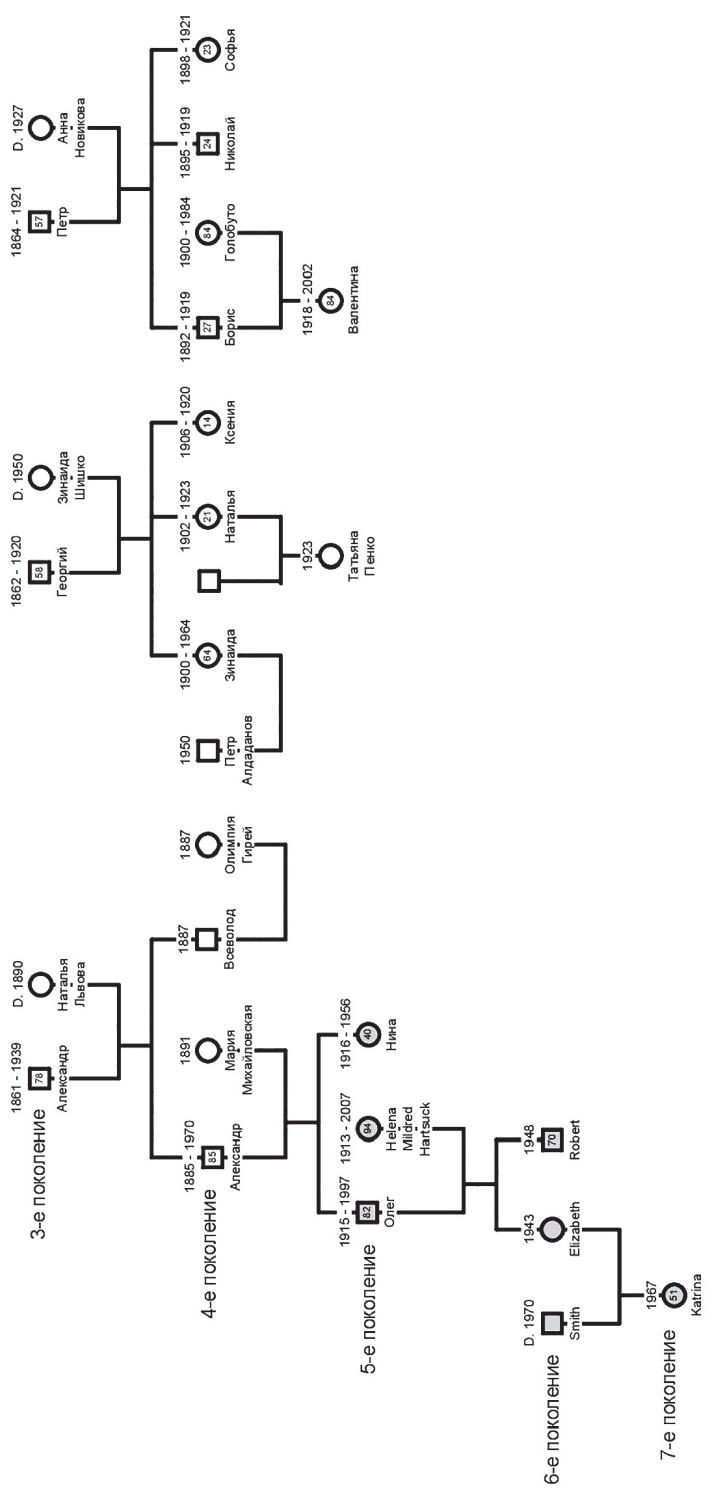 3-е поколение
1861 - 1939
78
Александр
D. 1890
Наталья
Львова
1862 - 1920
58
Георгий
D. 1950
Зинаида
Шишко
1864 - 1921
57
Петр
D. 1927
Анна
Новикова
4-е поколение
1885 - 1970
85
Александр
1891
Мария
Михайловская
1887
Всеволод
1887
Олимпия
Гирей
1950
Петр
Алдаданов
1900 - 1964
64
Зинаида
1902 - 1923
21
Наталья
1906 - 1920
14
Ксения
1892 - 1919
27
Борис
1900 - 1984
84
Голобуто
1895 - 1919
24
Николай
1898 - 1921
23
Софья
5-е поколение
1915 - 1997
82
Олег
1913 - 2007
94
Helena
Mildred
Hartsuck
1916 - 1956
40
Нина
1923
Татьяна
Пенко
1918 - 2002
84
Валентина
6-е поколение
D. 1970
Smith
1943
Elizabeth
1948
70
Robert
7-е поколение
1967
51
Katrina